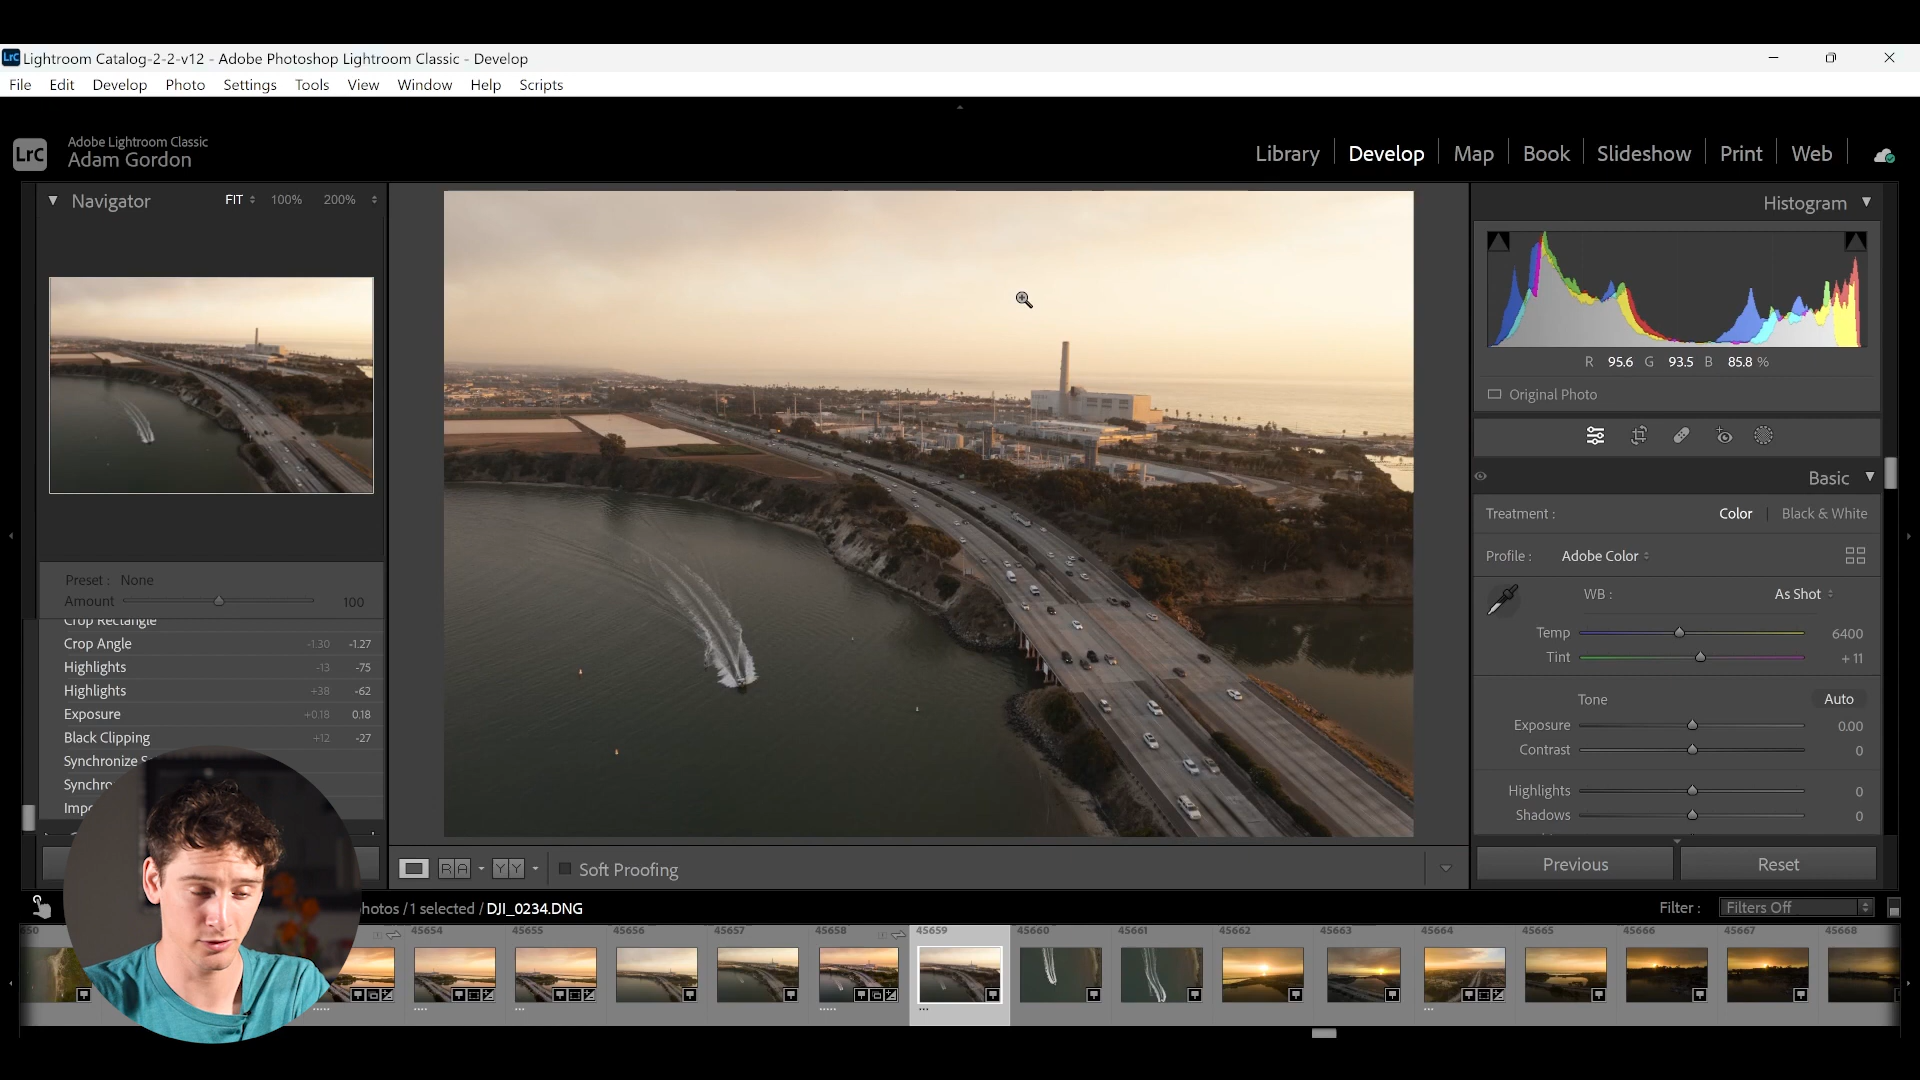 Lightroom Catalog-2-2-v12 - Adobe Photoshop Lightroom Classic - Develop
File Edit Develop Photo Settings Tools View Window Help Scripts
LrC
Adobe Lightroom Classic
Adam Gordon
Library Develop Map Book Slideshow Print Web
Navigator FIT 100% 200%
Histogram
R 95.6 G 93.5 B 85.8 %
Original Photo
Basic
Treatment : Color Black & White
Profile : Adobe Color
WB : As Shot
Temp 6400
Tint + 11
Tone Auto
Exposure 0.00
Contrast 0
Highlights 0
Shadows 0
Previous Reset
Preset : None
Amount 100
Crop Rectangle
Crop Angle -1.30 -1.27
Highlights -13 -75
Highlights +38 -62
Exposure +0.18 0.18
Black Clipping +12 -27
Synchronize
Soft Proofing
R A Y Y
1 selected / DJI_0234.DNG
Filter : Filters Off
45654 45655 45656 45657 45658 45659 45660 45661 45662 45663 45664 45665 45666 45667 45668